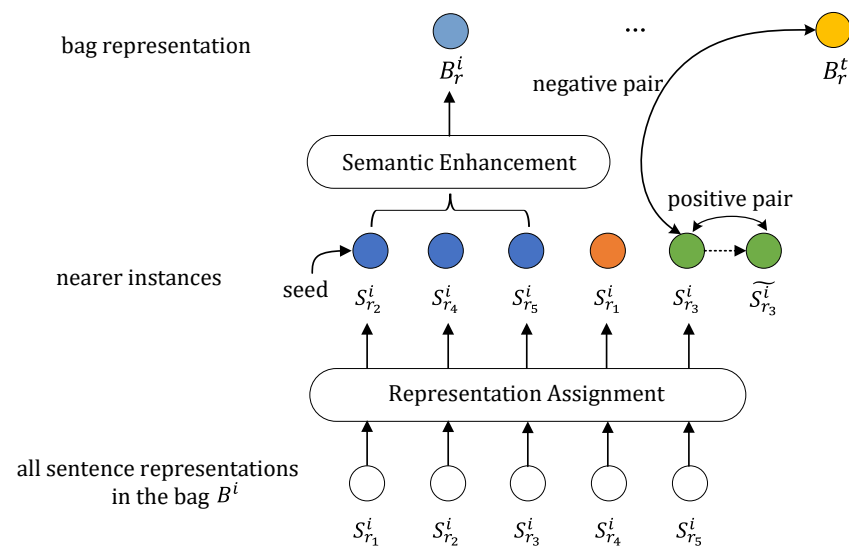 bag representation
...
B_r^i
B_r^t
negative pair
Semantic Enhancement
positive pair
nearer instances
seed
S_{r_2}^i S_{r_4}^i S_{r_5}^i S_{r_1}^i S_{r_3}^i \widetilde{S_{r_3}^i}
Representation Assignment
all sentence representations
in the bag B^i
S_{r_1}^i S_{r_2}^i S_{r_3}^i S_{r_4}^i S_{r_5}^i